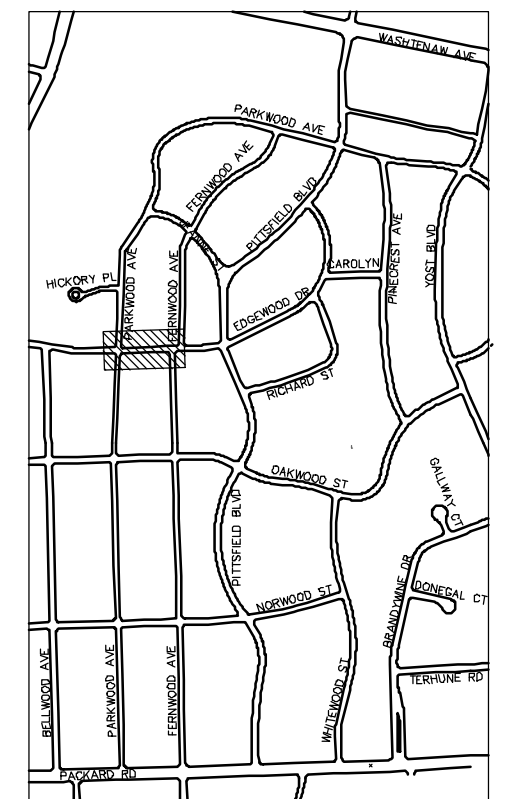 WASHTENAW AVE
PARKWOOD AVE
FERNWOOD AVE
PITTSFIELD BLVD
PINECREST AVE
YOST BLVD
CAROLYN
HICKORY PL
PARKWOOD AVE
FERNWOOD AVE
EDGEWOOD DR
RICHARD ST
OAKWOOD ST
GALLWAY CT
PITTSFIELD BLVD
BRANDYWINE DR
DONEGAL CT
NORWOOD ST
TERHUNE RD
BELLWOOD AVE
PARKWOOD AVE
FERNWOOD AVE
WHITEWOOD ST
PACKARD RD